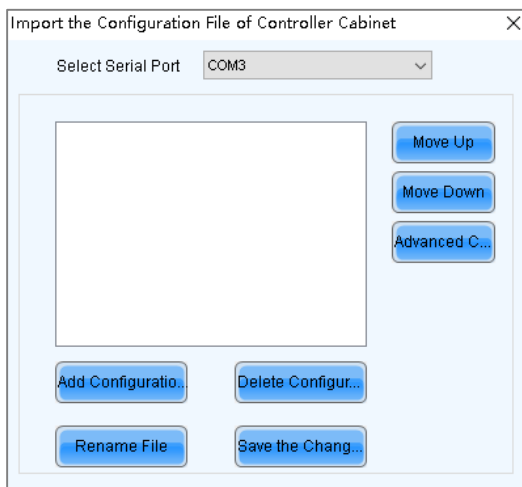 Import the Configuration File of Controller Cabinet
Select Serial Port COM3
Move Up
Move Down
Advanced C...
Add Configuratio...
Delete Configur...
Rename File
Save the Chang...